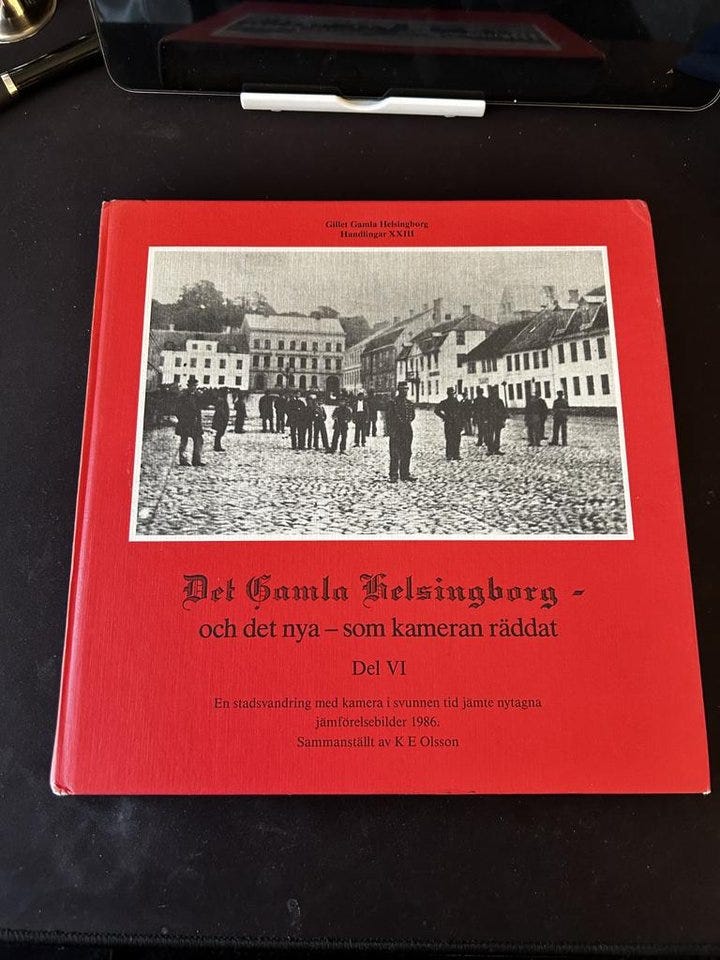 Gillet Gamla Helsingborg
Handlingar XXIII
Det Gamla Helsingborg -
och det nya – som kameran räddat
Del VI
En stadsvandring med kamera i svunnen tid jämte nytagna
jämförelsebilder 1986.
Sammanställt av K E Olsson